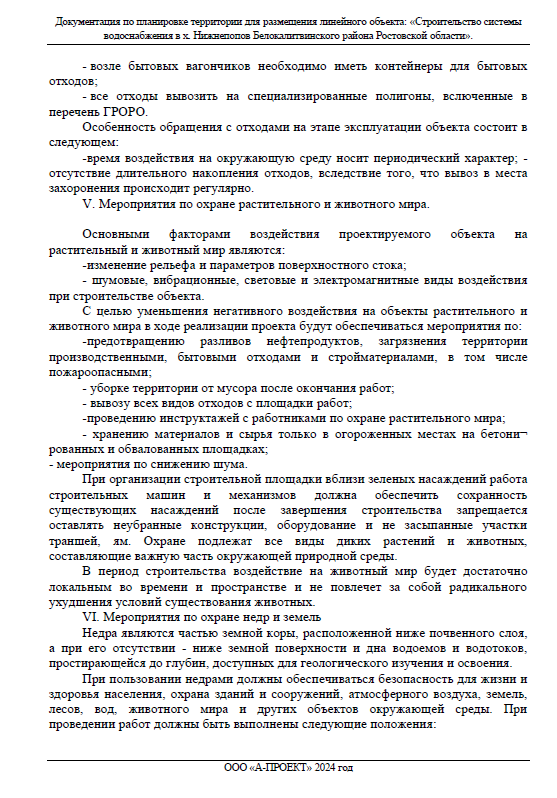 Документация по планировке территории для размещения линейного объекта: «Строительство системы
водоснабжения в х. Нижнепопов Белокалитвинского района Ростовской области».
- возле бытовых вагончиков необходимо иметь контейнеры для бытовых
отходов;
- все отходы вывозить на специализированные полигоны, вслюченные в
перечень ГРОРО.
Особенность обращения с отходами на этапе эксплуатации объекта состоит в
следующем:
-время воздействия на окружающую среду носит периодический характер; -
отсутствие длительного накопления отходов, вследствие того, что вывоз в места
захоронения происходит регулярно.
V. Мероприятия по охране растительного и животного мира.
Основными факторами воздействия проектируемого объекта на
растительный и животный мир являются:
-изменение рельефа и параметров поверхностного стока;
- шумовые, вибрационные, световые и электромагнитные виды воздействия
при строительстве объекта.
С целью уменьшения негативного воздействия на объекты растительного и
животного мира в ходе реализации проекта будут обеспечиваться мероприятия по:
-предотвращению разливов нефтепродуктов, загрязнения территории
производственными, бытовыми отходами и стройматериалами, в том числе
пожароопасными;
- уборке территории от мусора после окончания работ;
- вывозу всех видов отходов с площадки работ;
-проведению инструктажей с работниками по охране растительного мира;
- хранению материалов и сырья только в огороженных местах на бетони¬
рованных и обвалованных площадках;
- мероприятия по снижению шума.
При организации строительной площадки вблизи зеленых насаждений работа
строительных машин и механизмов должна обеспечить сохранность
существующих насаждений после завершения строительства запрещается
оставлять неубранные конструкции, оборудование и не засыпанные участки
траншей, ям. Охране подлежат все виды диких растений и животных,
составляющие важную часть окружающей природной среды.
В период строительства воздействие на животный мир будет достаточно
локальным во времени и пространстве и не повлечет за собой радикального
ухудшения условий существования животных.
VI. Мероприятия по охране недр и земель
Недра являются частью земной коры, расположенной ниже почвенного слоя,
а при его отсутствии - ниже земной поверхности и дна водоемов и водотоков,
простирающейся до глубин, доступных для геологического изучения и освоения.
При пользовании недрами должны обеспечиваться безопасность для жизни и
здоровья населения, охрана зданий и сооружений, атмосферного воздуха, земель,
лесов, вод, животного мира и других объектов окружающей среды. При
проведении работ должны быть выполнены следующие положения:
ООО «А-ПРОЕКТ» 2024 год